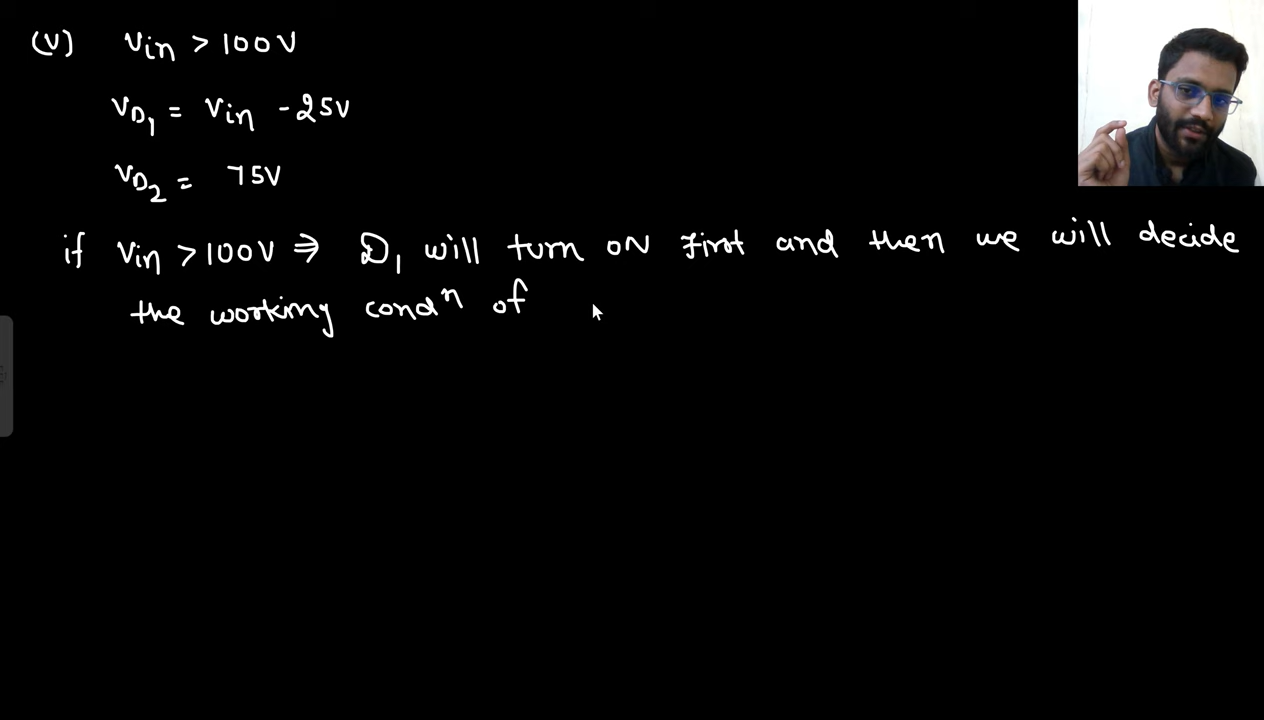 (v) Vin > 100V
VD1 = Vin - 25V
VD2 = 75V
if Vin > 100V ⇒ D1 will turn ON first and then we will decide
the working condⁿ of